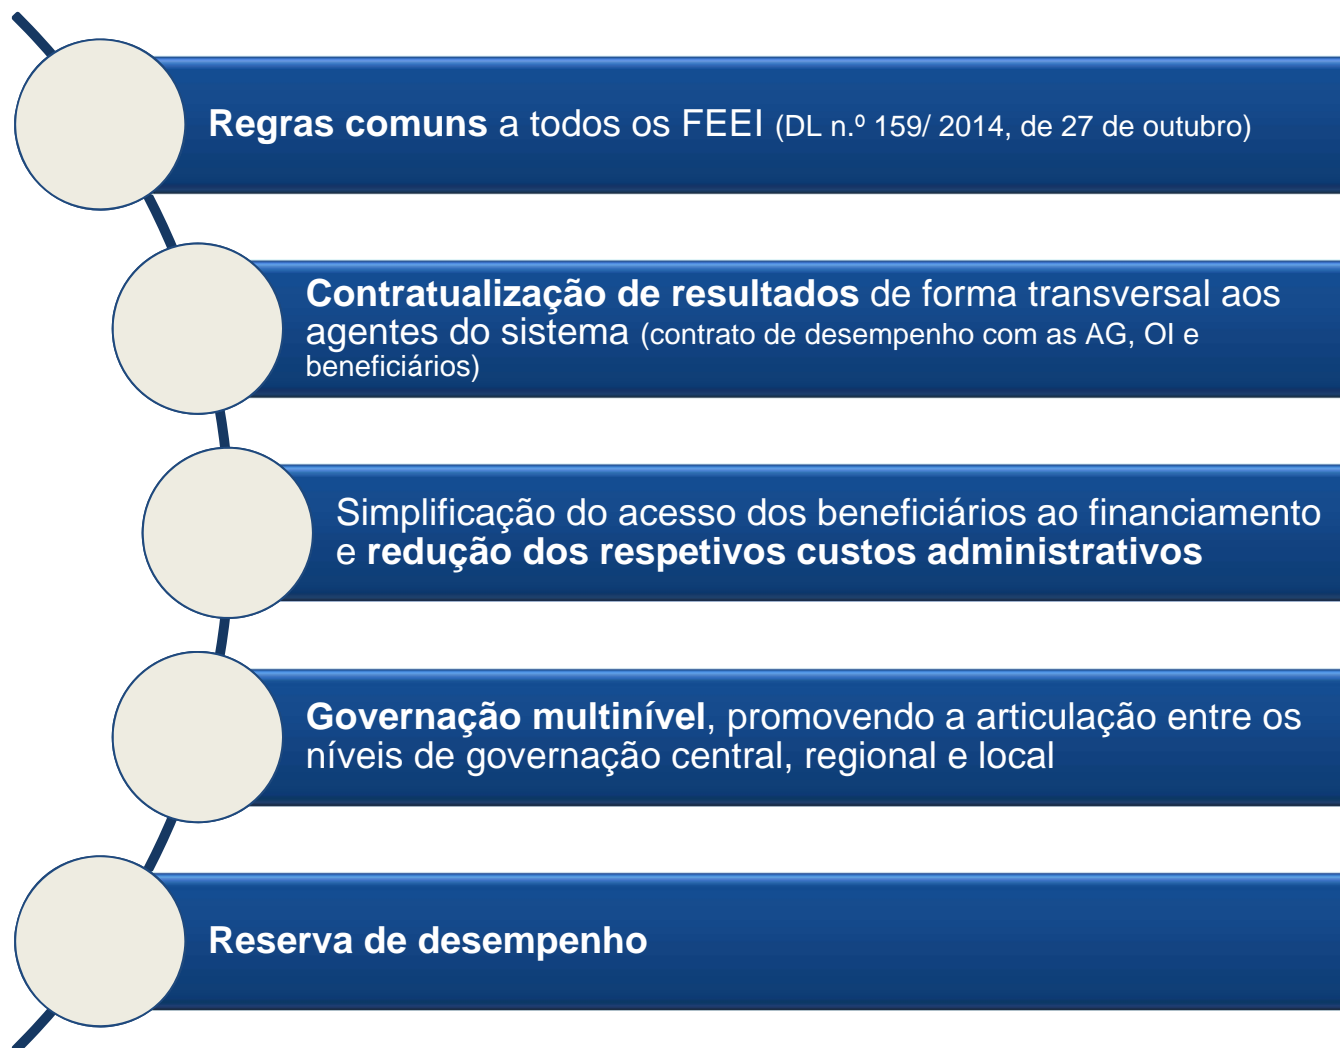 Regras comuns a todos os FEEI (DL n.º 159/ 2014, de 27 de outubro)
Contratualização de resultados de forma transversal aos
agentes do sistema (contrato de desempenho com as AG, OI e
beneficiários)
Simplificação do acesso dos beneficiários ao financiamento
e redução dos respetivos custos administrativos
Governação multinível, promovendo a articulação entre os
níveis de governação central, regional e local
Reserva de desempenho